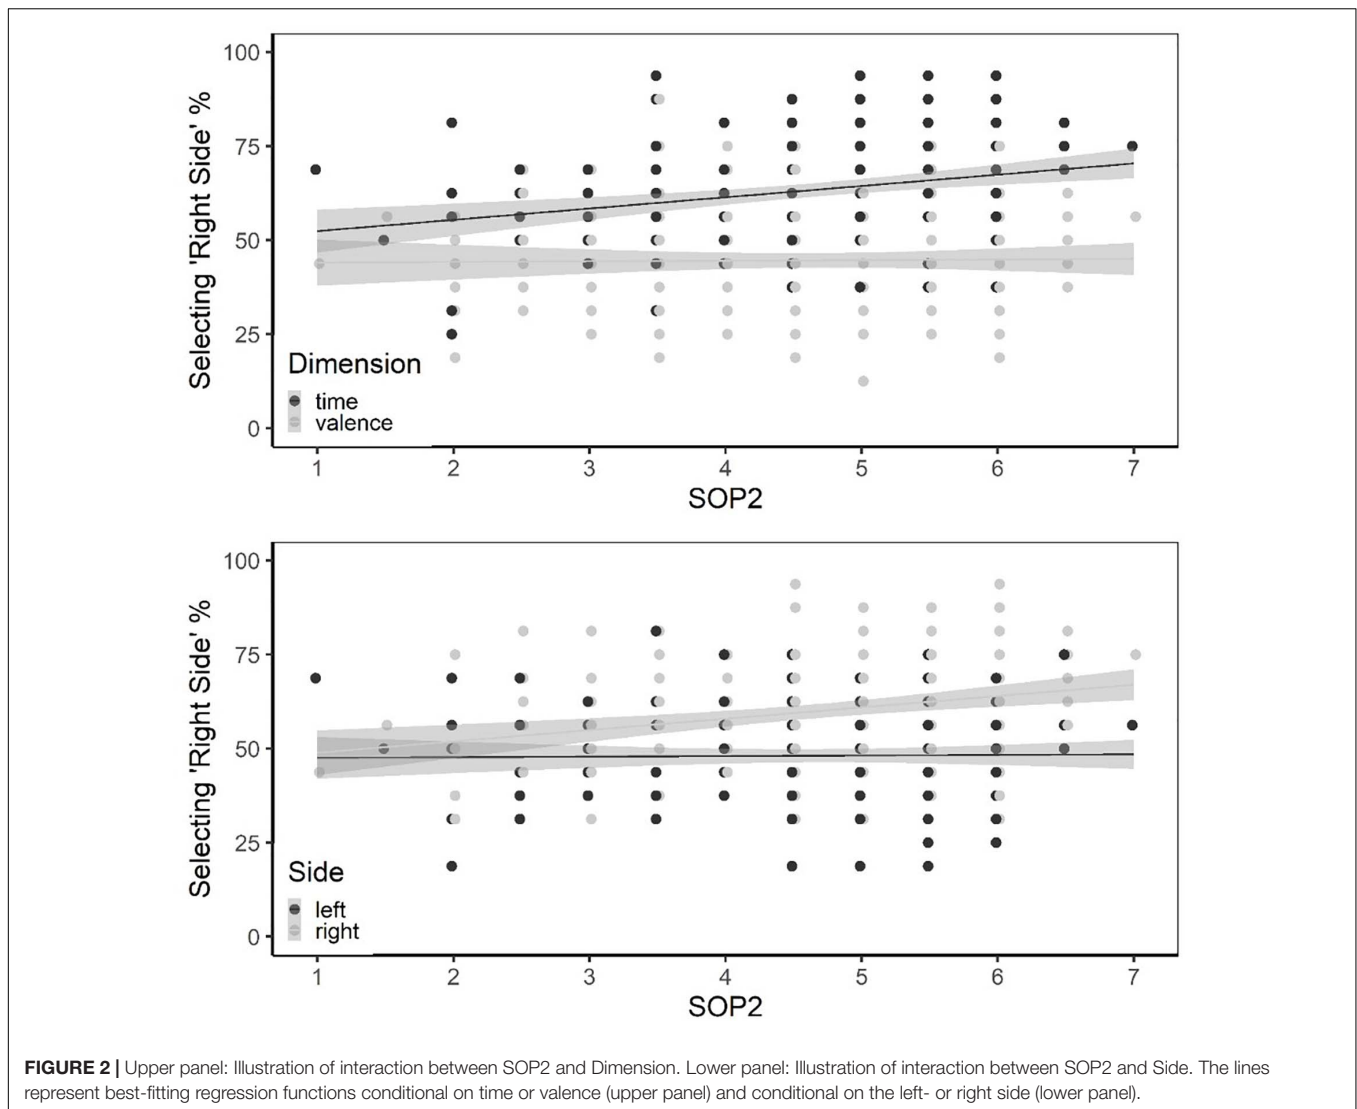 Selecting 'Right Side' %
100
75
50
25
0
Dimension
time
valence
1 2 3 4 5 6 7
SOP2
Selecting 'Right Side' %
100
75
50
25
0
Side
left
right
1 2 3 4 5 6 7
SOP2
FIGURE 2 | Upper panel: Illustration of interaction between SOP2 and Dimension. Lower panel: Illustration of interaction between SOP2 and Side. The lines
represent best-fitting regression functions conditional on time or valence (upper panel) and conditional on the left- or right side (lower panel).